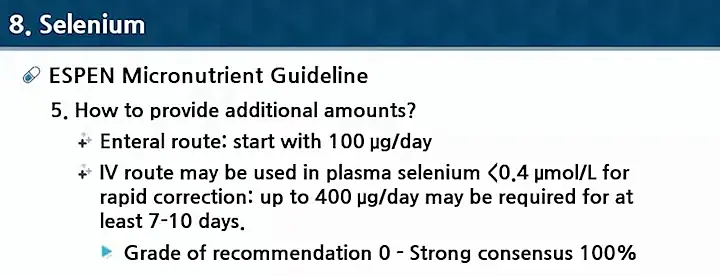 8. Selenium
ESPEN Micronutrient Guideline
5. How to provide additional amounts?
Enteral route: start with 100 μg/day
IV route may be used in plasma selenium <0.4 μmol/L for
rapid correction: up to 400 μg/day may be required for at
least 7-10 days.
Grade of recommendation 0 - Strong consensus 100%